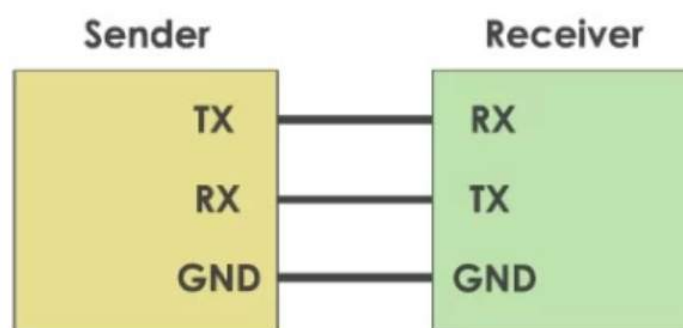 Sender Receiver
TX RX
RX TX
GND GND